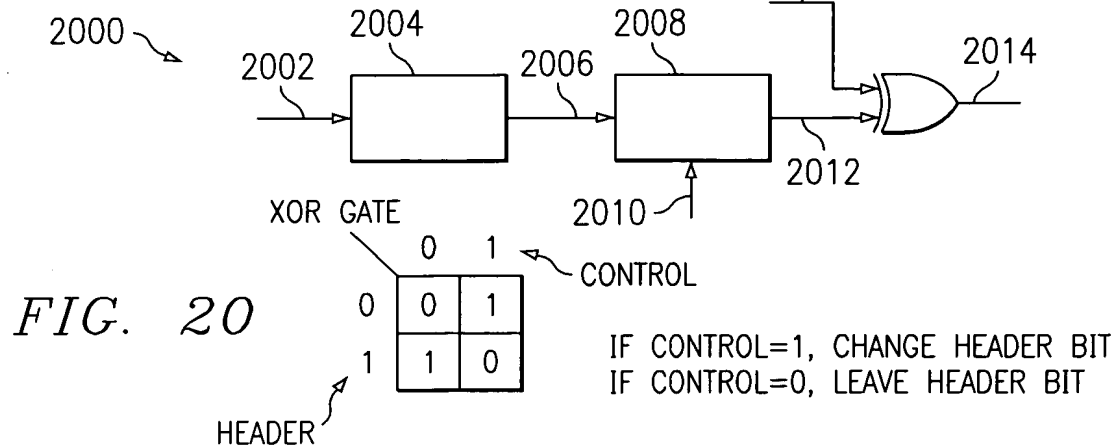 2000
2002
2004
2006
2008
2010
2012
2014
XOR GATE
0 1
CONTROL
0 0 1
1 1 0
HEADER
IF CONTROL=1, CHANGE HEADER BIT
IF CONTROL=0, LEAVE HEADER BIT
FIG. 20